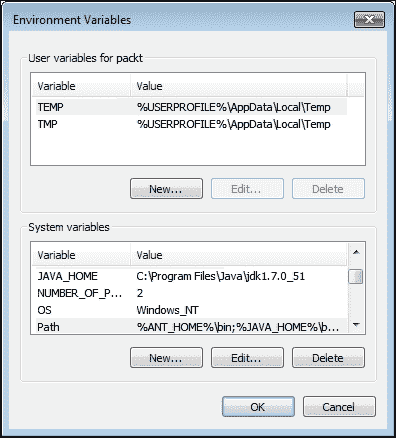 Environment Variables
User variables for packt
Variable Value
TEMP %USERPROFILE%\AppData\Local\Temp
TMP %USERPROFILE%\AppData\Local\Temp
New... Edit... Delete
System variables
Variable Value
JAVA_HOME C:\Program Files\Java\jdk1.7.0_51
NUMBER_OF_P... 2
OS Windows_NT
Path %ANT_HOME%\bin;%JAVA_HOME%\b...
New... Edit... Delete
OK Cancel